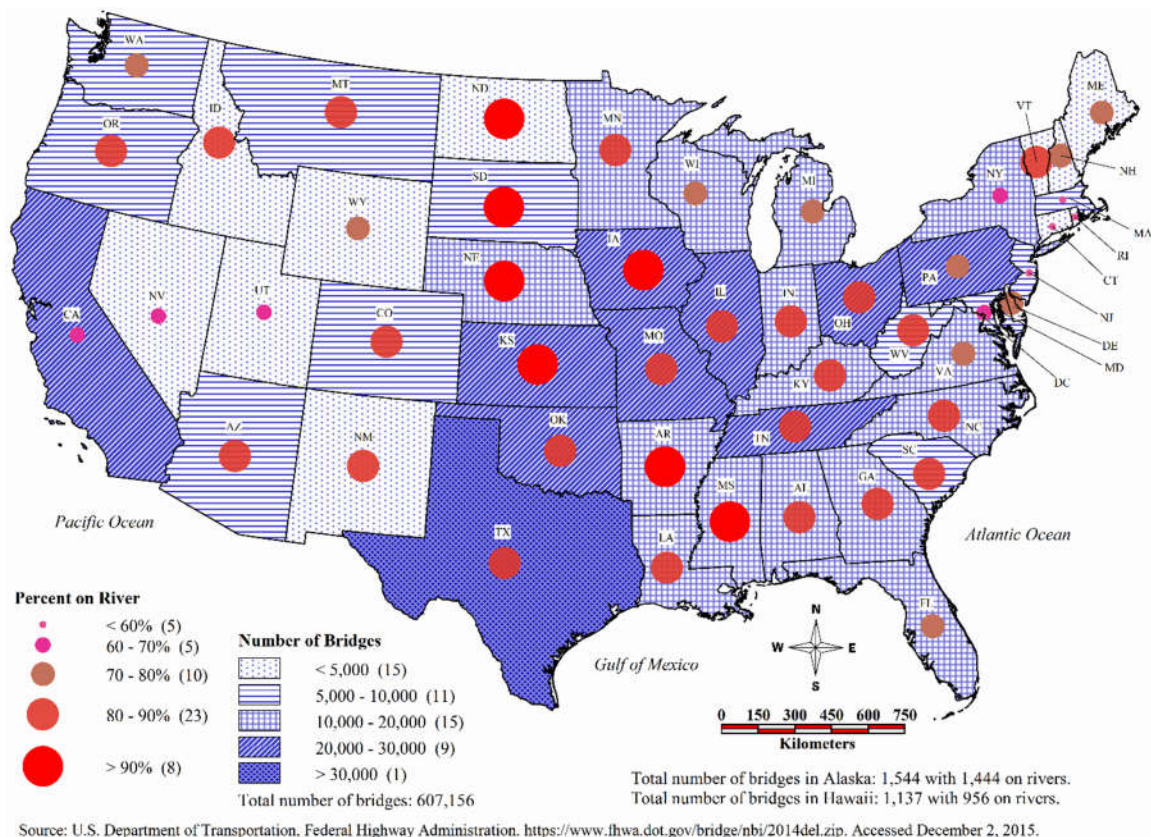 WA
MT
ND
ME
VT
OR
ID
MN
WI
MI
NY
NH
SD
WY
MA
RI
IA
NE
PA
CT
NV
UT
CA
CO
IL
IN
OH
NJ
DE
MD
KS
MO
WV
VA
DC
KY
AZ
NM
OK
AR
TN
NC
SC
MS
AL
GA
TX
LA
FL
Pacific Ocean
Atlantic Ocean
Gulf of Mexico
N
W
E
S
Percent on River
< 60% (5)
60 - 70% (5)
70 - 80% (10)
80 - 90% (23)
> 90% (8)
Number of Bridges
< 5,000 (15)
5,000 - 10,000 (11)
10,000 - 20,000 (15)
20,000 - 30,000 (9)
> 30,000 (1)
Total number of bridges: 607,156
0 150 300 450 600 750
Kilometers
Total number of bridges in Alaska: 1,544 with 1,444 on rivers.
Total number of bridges in Hawaii: 1,137 with 956 on rivers.
Source: U.S. Department of Transportation, Federal Highway Administration. https://www.fhwa.dot.gov/bridge/nbi/2014del.zip. Accessed December 2, 2015.